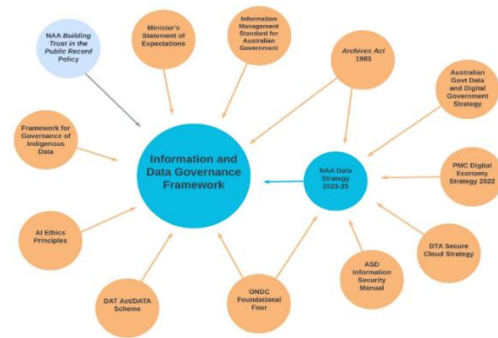 NAA Building
Trust in the
Public Record
Policy
Minister's
Statement of
Expectations
Information
Management
Standard for
Australian
Government
Archives Act
1983
Australian
Govt Data
and Digital
Government
Strategy
Framework for
Governance of
Indigenous
Data
Information and
Data Governance
Framework
NAA Data
Strategy
2023-25
PMC Digital
Economy
Strategy 2022
AI Ethics
Principles
DTA Secure
Cloud Strategy
DAT Act/DATA
Scheme
ONDC
Foundational
Four
ASD
Information
Security
Manual